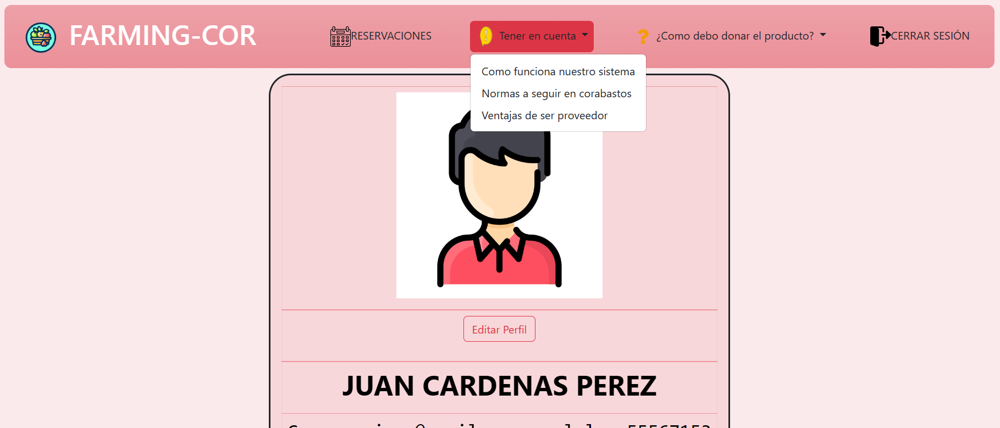 FARMING-COR
RESERVACIONES
Tener en cuenta
¿Como debo donar el producto?
CERRAR SESIÓN
Como funciona nuestro sistema
Normas a seguir en corabastos
Ventajas de ser proveedor
Editar Perfil
JUAN CARDENAS PEREZ